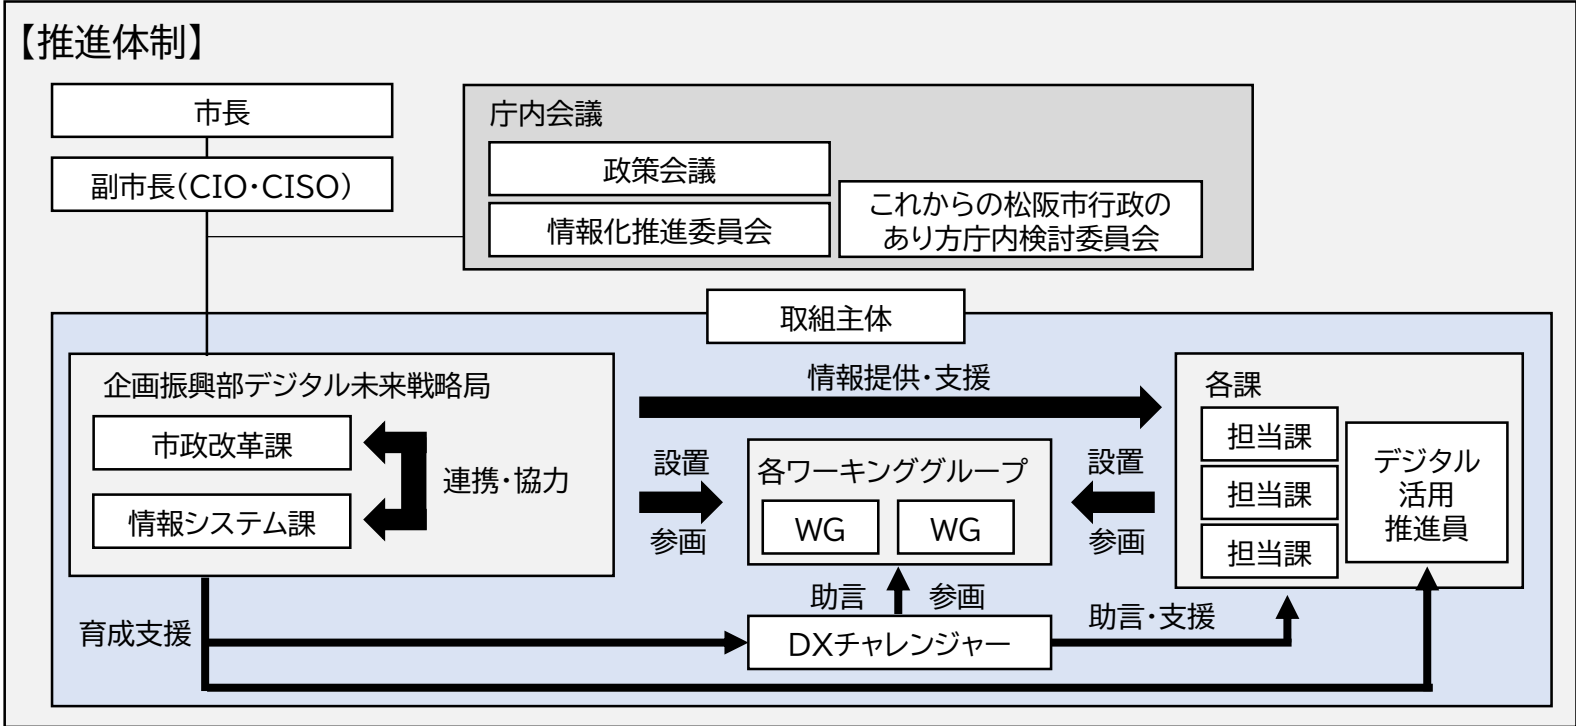 【推進体制】
市長
副市長（CIO・CISO）
庁内会議
政策会議
情報化推進委員会
これからの松阪市行政の
あり方庁内検討委員会
取組主体
企画振興部デジタル未来戦略局
市政改革課
情報システム課
連携・協力
情報提供・支援
設置
参画
各ワーキンググループ
WG
WG
設置
参画
各課
担当課
担当課
担当課
デジタル
活用
推進員
助言
参画
育成支援
DXチャレンジャー
助言・支援